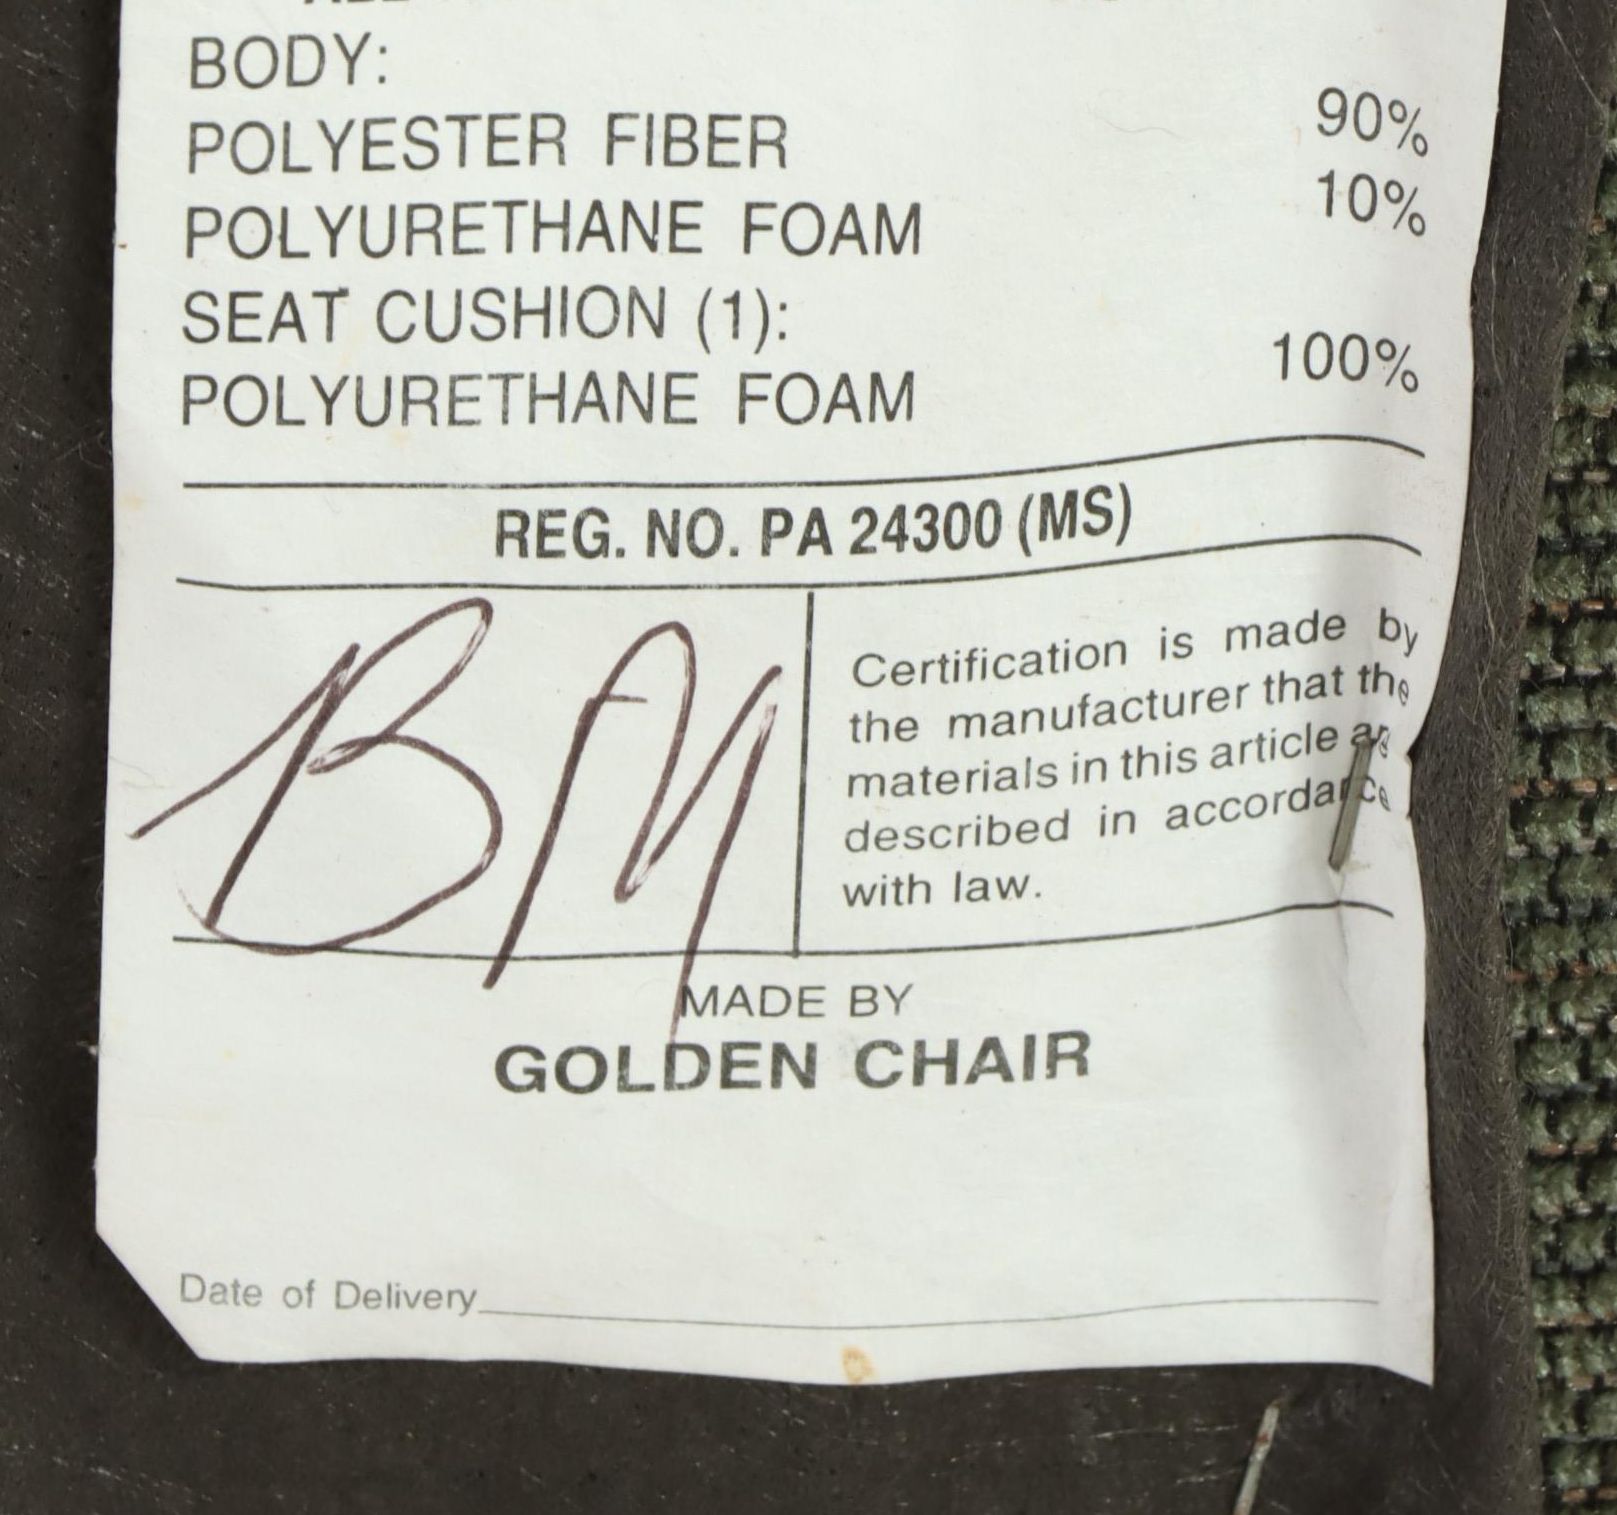 BODY:
POLYESTER FIBER 90%
POLYURETHANE FOAM 10%
SEAT CUSHION (1):
POLYURETHANE FOAM 100%
REG. NO. PA 24300 (MS)
BM
Certification is made by
the manufacturer that the
materials in this article are
described in accordance
with law.
MADE BY
GOLDEN CHAIR
Date of Delivery